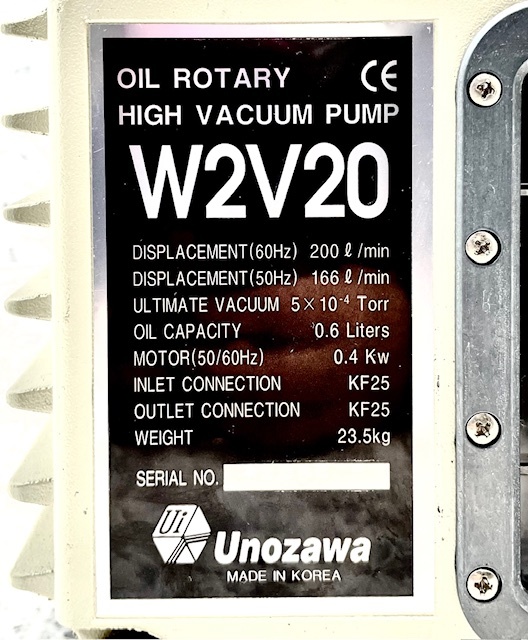 OIL ROTARY CE
HIGH VACUUM PUMP
W2V20
DISPLACEMENT(60Hz) 200 ℓ/min
DISPLACEMENT(50Hz) 166 ℓ/min
ULTIMATE VACUUM 5×10⁻⁴ Torr
OIL CAPACITY 0.6 Liters
MOTOR(50/60Hz) 0.4 Kw
INLET CONNECTION KF25
OUTLET CONNECTION KF25
WEIGHT 23.5kg
SERIAL NO.
Ui Unozawa
MADE IN KOREA